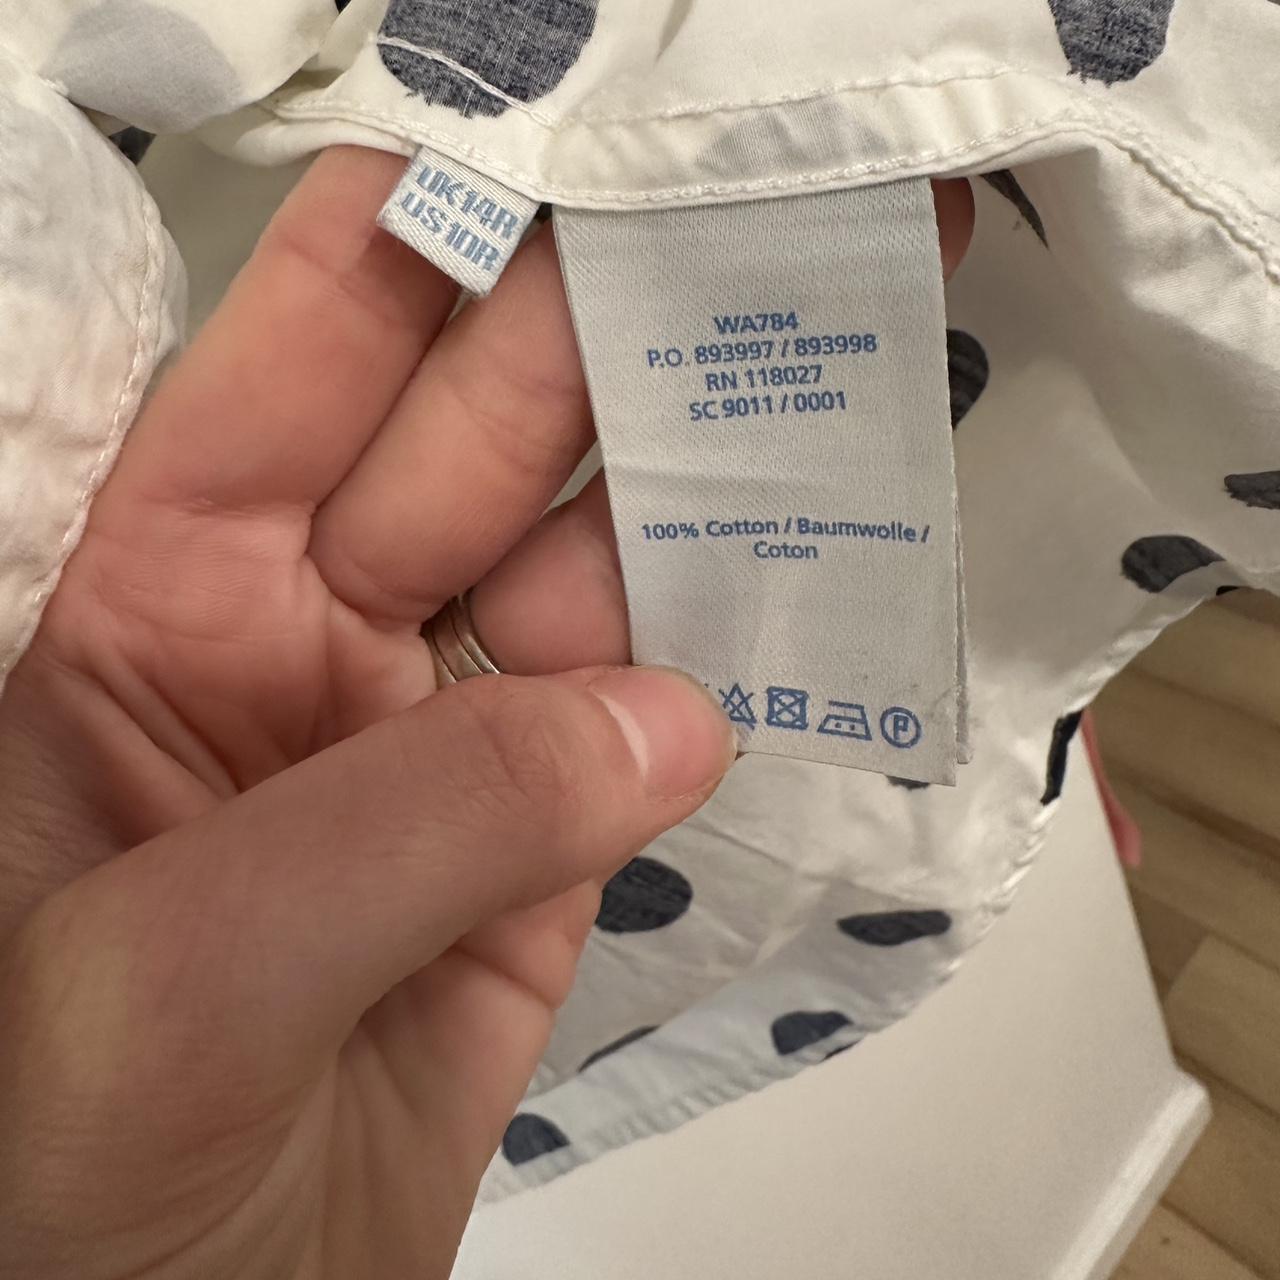 UK14R
US10R
WA784
P.O. 893997 / 893998
RN 118027
SC 9011 / 0001
100% Cotton / Baumwolle /
Coton
P